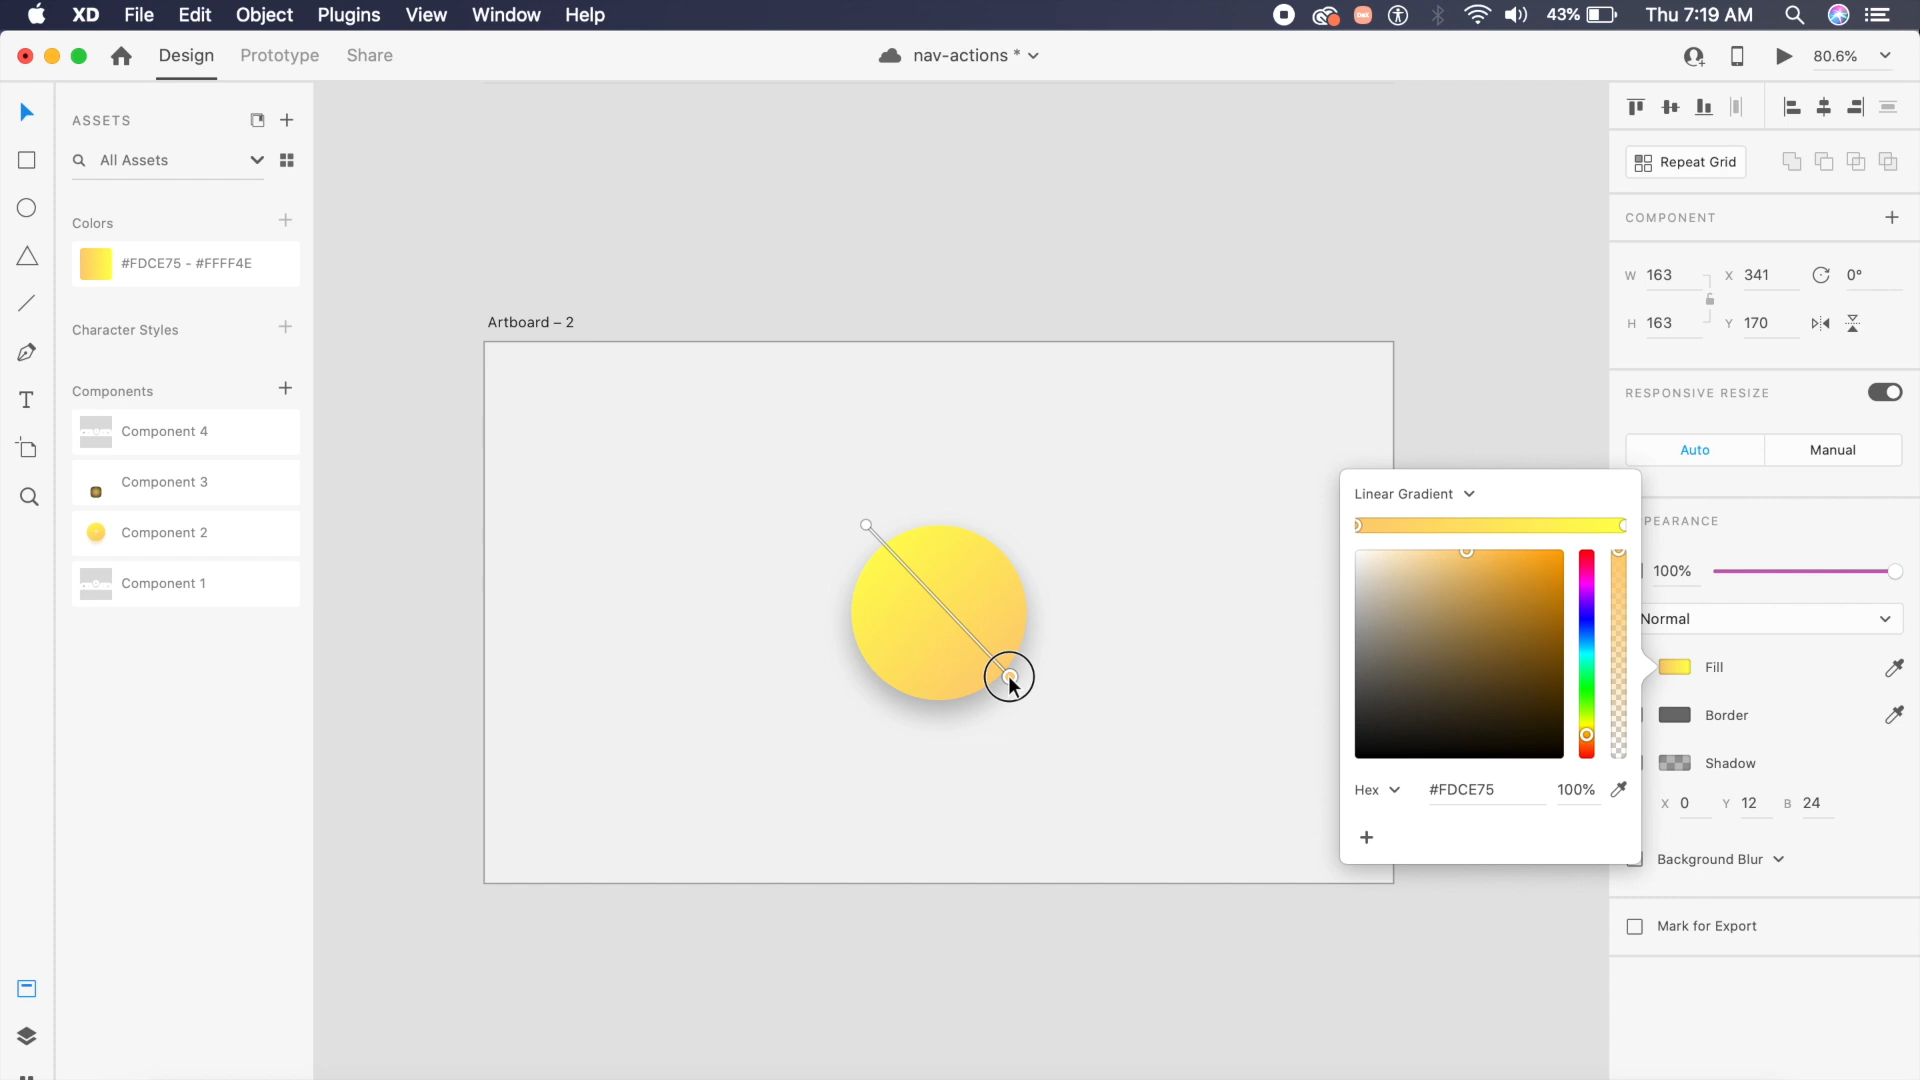 XD File Edit Object Plugins View Window Help 43% Thu 7:19 AM
Design Prototype Share nav-actions * 80.6%
ASSETS
All Assets
Colors
#FDCE75 - #FFFF4E
Character Styles
Components
Component 4
Component 3
Component 2
Component 1
Artboard – 2
Linear Gradient
Hex #FDCE75 100%
Repeat Grid
COMPONENT
W 163 X 341 0°
H 163 Y 170
RESPONSIVE RESIZE
Auto Manual
PEARANCE
100%
Normal
Fill
Border
Shadow
X 0 Y 12 B 24
Background Blur
Mark for Export